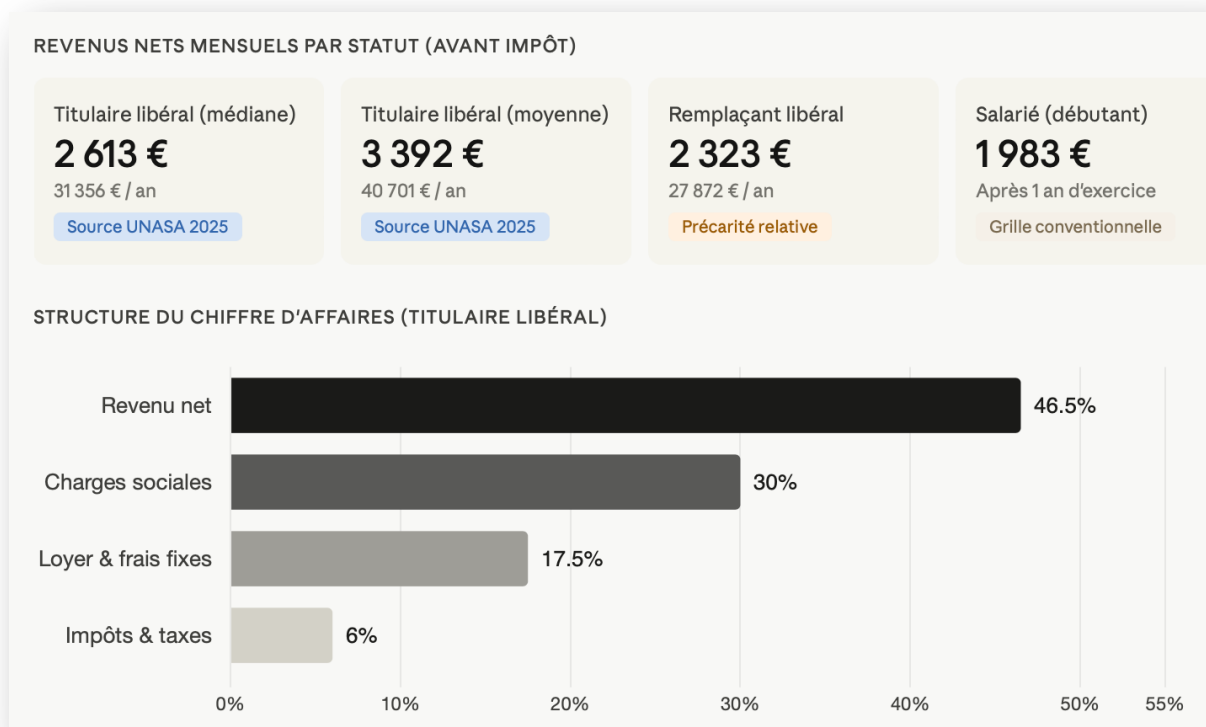 REVENUS NETS MENSUELS PAR STATUT (AVANT IMPÔT)
Titulaire libéral (médiane)
2 613 €
31 356 € / an
Source UNASA 2025
Titulaire libéral (moyenne)
3 392 €
40 701 € / an
Source UNASA 2025
Remplaçant libéral
2 323 €
27 872 € / an
Précarité relative
Salarié (débutant)
1 983 €
Après 1 an d'exercice
Grille conventionnelle
STRUCTURE DU CHIFFRE D'AFFAIRES (TITULAIRE LIBÉRAL)
Revenu net 46.5%
Charges sociales 30%
Loyer & frais fixes 17.5%
Impôts & taxes 6%
0% 10% 20% 30% 40% 50% 55%